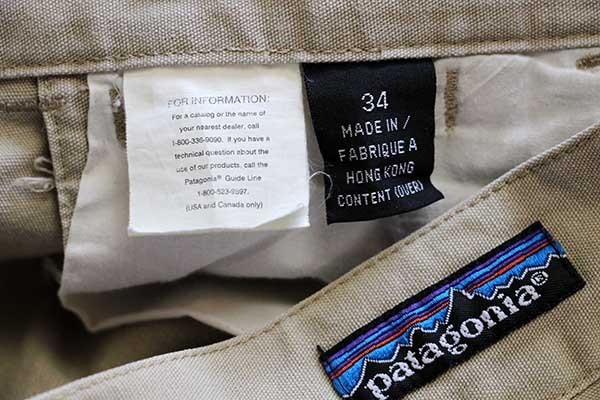 FOR INFORMATION:
For a catalog or the name of
your nearest dealer, call
1-800-336-9090. If you have a
technical question about the
use of our products, call the
Patagonia® Guide Line
1-800-523-9597.
(USA and Canada only)
34
MADE IN /
FABRIQUE A
HONG KONG
CONTENT (OVER)
patagonia®